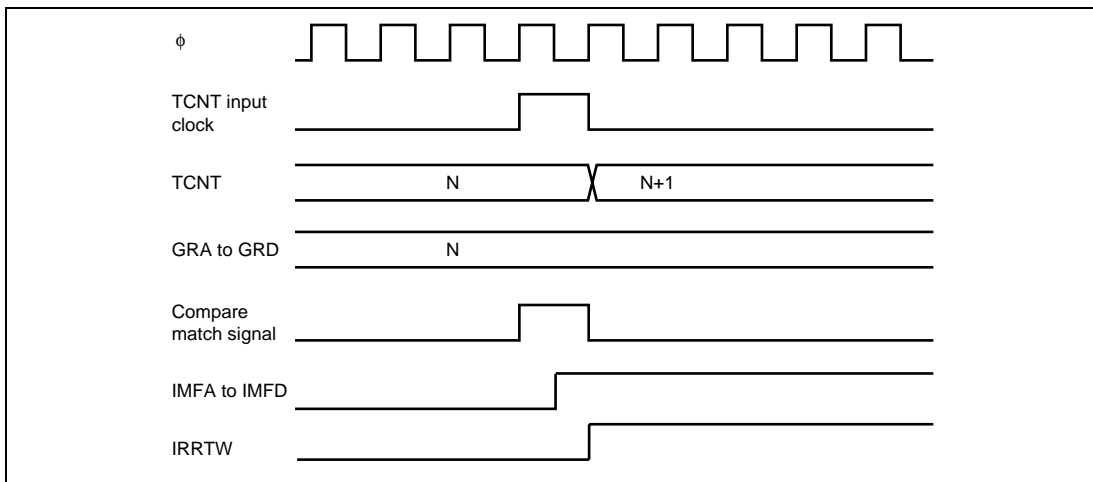 ϕ
TCNT input
clock
TCNT
N
N+1
GRA to GRD
N
Compare
match signal
IMFA to IMFD
IRRTW